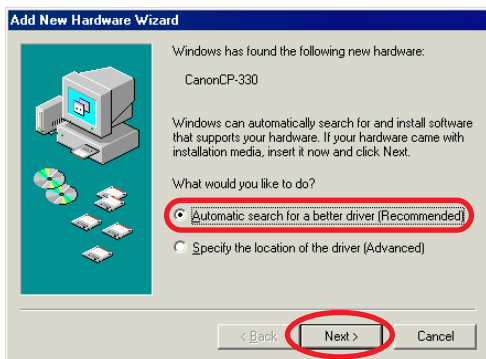 Add New Hardware Wizard
Windows has found the following new hardware:
CanonCP-330
Windows can automatically search for and install software
that supports your hardware. If your hardware came with
installation media, insert it now and click Next.
What would you like to do?
Automatic search for a better driver (Recommended)
Specify the location of the driver (Advanced)
< Back
Next >
Cancel